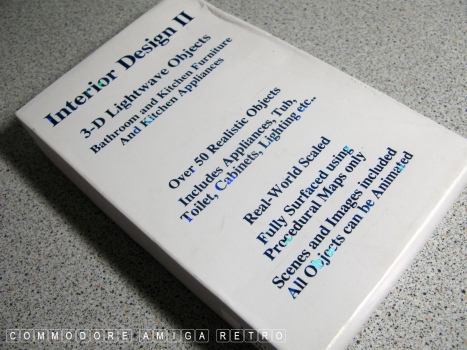 Interior Design II
3-D Lightwave Objects
Bathroom and Kitchen Furniture
And Kitchen Appliances
Over 50 Realistic Objects
Includes Appliances, Tub,
Toilet, Cabinets, Lighting etc..
Real-World Scaled
Fully Surfaced using
Procedural Maps only
Scenes and Images included
All Objects can be Animated
COMMODORE AMIGA RETRO